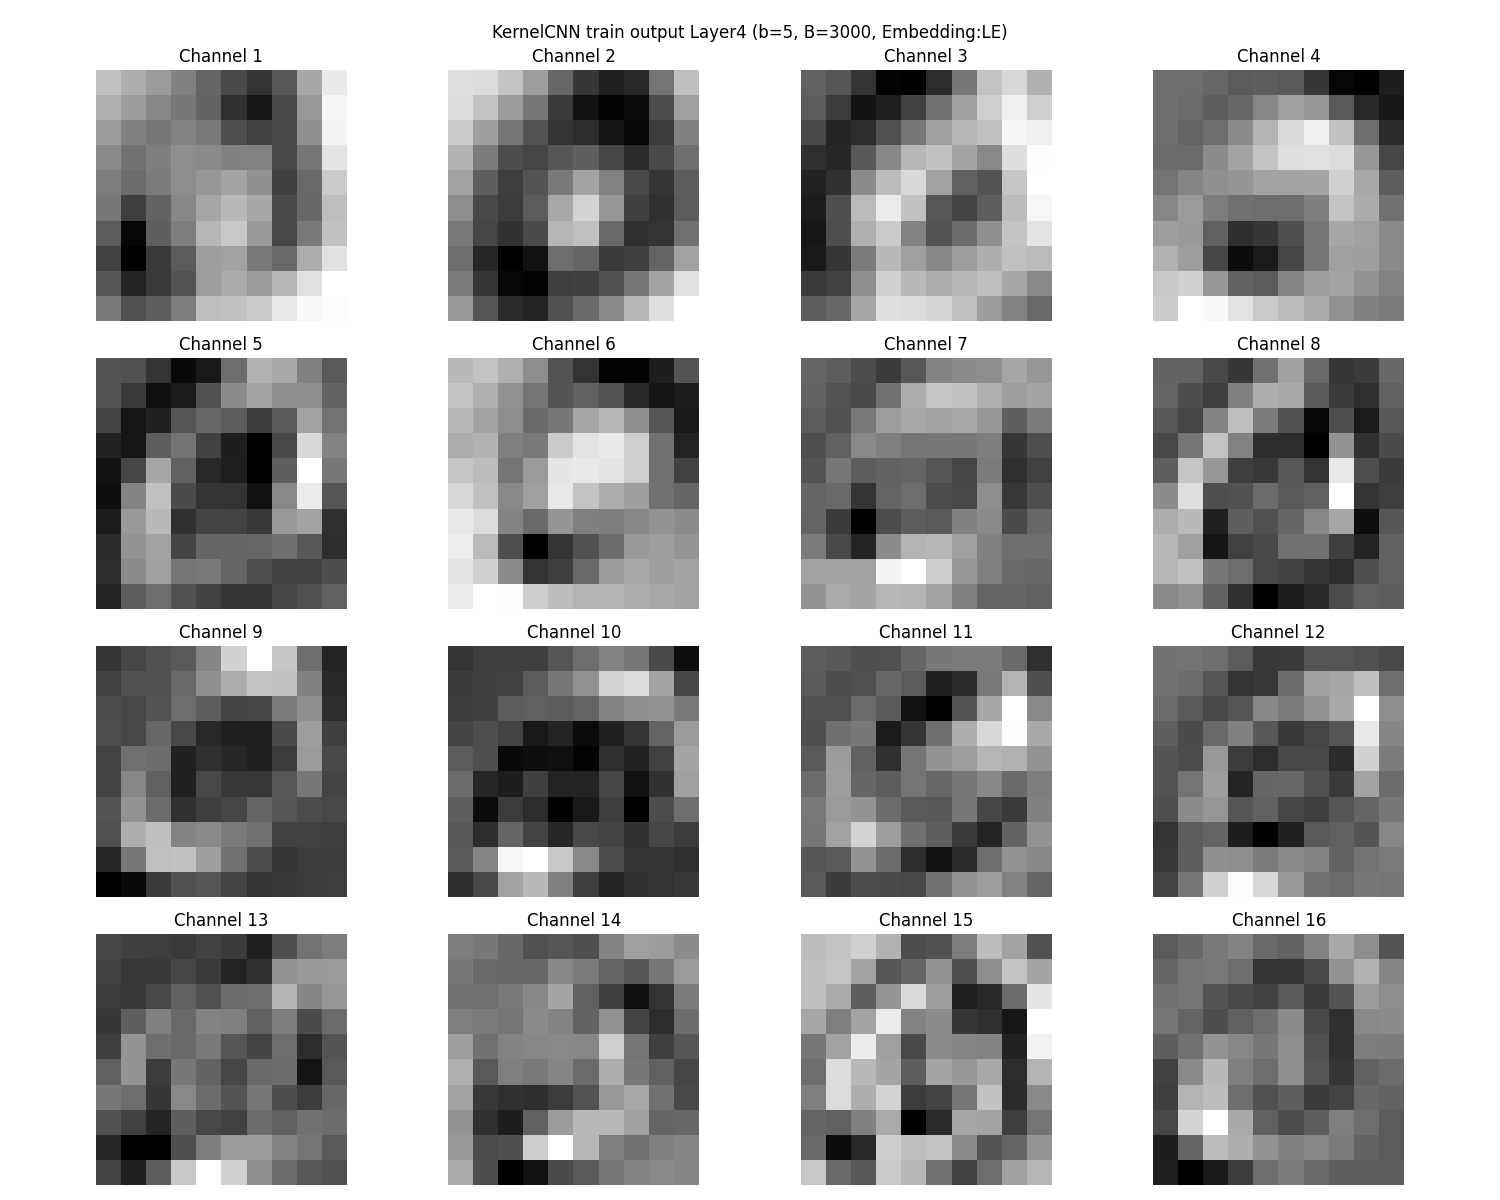 KernelCNN train output Layer4 (b=5, B=3000, Embedding:LE)
Channel 1
Channel 2
Channel 3
Channel 4
Channel 5
Channel 6
Channel 7
Channel 8
Channel 9
Channel 10
Channel 11
Channel 12
Channel 13
Channel 14
Channel 15
Channel 16